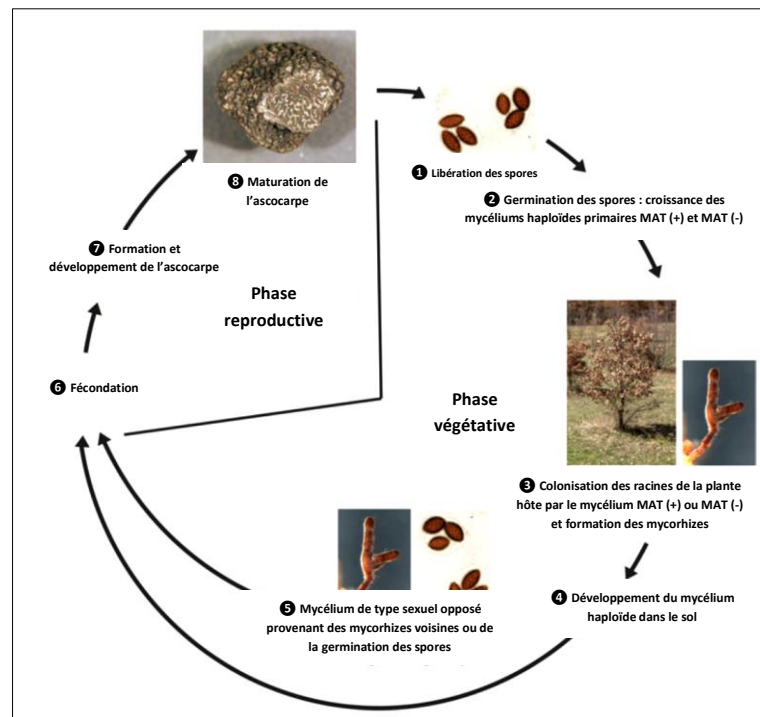 ❽ Maturation de
l’ascocarpe
❶ Libération des spores
❷ Germination des spores : croissance des
mycéliums haploïdes primaires MAT (+) et MAT (-)
❼ Formation et
développement de l’ascocarpe
Phase
reproductive
❻ Fécondation
Phase
végétative
❸ Colonisation des racines de la plante
hôte par le mycélium MAT (+) ou MAT (-)
et formation des mycorhizes
❹ Développement du mycélium
haploïde dans le sol
❺ Mycélium de type sexuel opposé
provenant des mycorhizes voisines ou de
la germination des spores